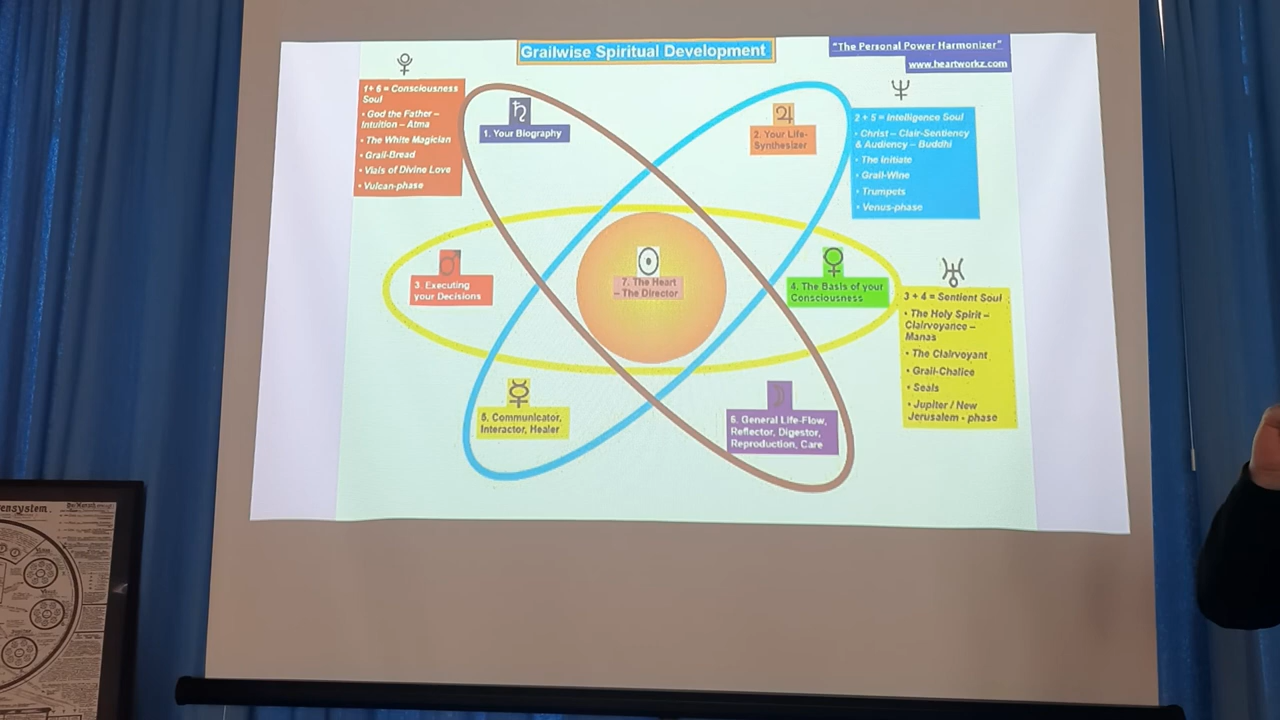 Grailwise Spiritual Development
"The Personal Power Harmonizer"
www.heartworkz.com
1+ 6 = Consciousness
Soul
• God the Father –
Intuition – Atma
• The White Magician
• Grail-Bread
• Vials of Divine Love
• Vulcan-phase
1. Your Biography
2. Your Life-
Synthesizer
2 + 5 = Intelligence Soul
• Christ – Clair-Sentiency
& Audiency – Buddhi
• The Initiate
• Grail-Wine
• Trumpets
• Venus-phase
3. Executing
your Decisions
7. The Heart
– The Director
4. The Basis of your
Consciousness
3 + 4 = Sentient Soul
• The Holy Spirit –
Clairvoyance –
Manas
• The Clairvoyant
• Grail-Chalice
• Seals
• Jupiter / New
Jerusalem - phase
5. Communicator,
Interactor, Healer
6. General Life-Flow,
Reflector, Digestor,
Reproduction, Care
ensystem.